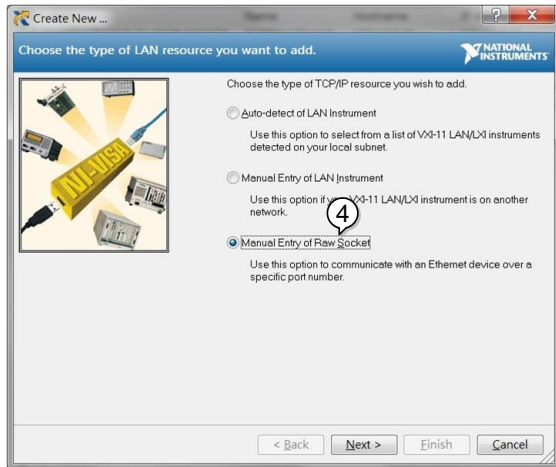 Create New ...
Choose the type of LAN resource you want to add.
NATIONAL
INSTRUMENTS
Choose the type of TCP/IP resource you wish to add.
Auto-detect of LAN Instrument
Use this option to select from a list of VXI-11 LAN/LXI instruments
detected on your local subnet.
Manual Entry of LAN Instrument
Use this option if VXI-11 LAN/LXI instrument is on another
network.
4
Manual Entry of Raw Socket
Use this option to communicate with an Ethernet device over a
specific port number.
NI-VISA
< Back
Next >
Finish
Cancel